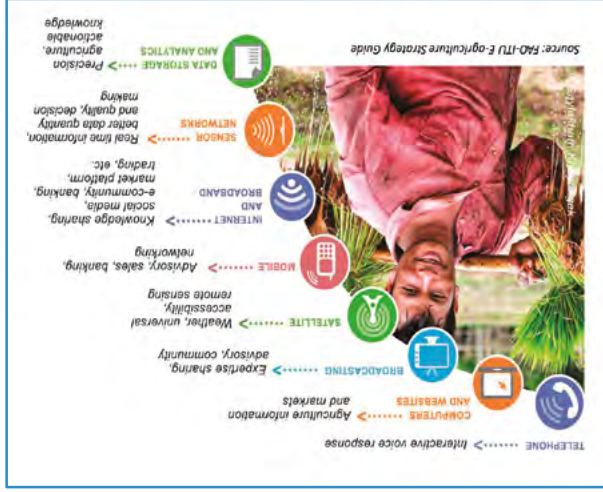 TELEPHONE ·······> Interactive voice response
COMPUTERS ·······> Agriculture information
AND WEBSITES and markets
BROADCASTING ·······> Expertise sharing,
advisory, community
SATELLITE ·······> Weather, universal
accessibility,
remote sensing
MOBILE ·······> Advisory, sales, banking,
networking
INTERNET ·······> Knowledge sharing,
AND social media,
BROADBAND e-community, banking,
market platform,
trading, etc.
SENSOR ·······> Real time information,
NETWORKS better data quantity
and quality, decision
making
DATA STORAGE ·····> Precision
AND ANALYTICS agriculture,
actionable
knowledge
Source: FAO-ITU E-agriculture Strategy Guide